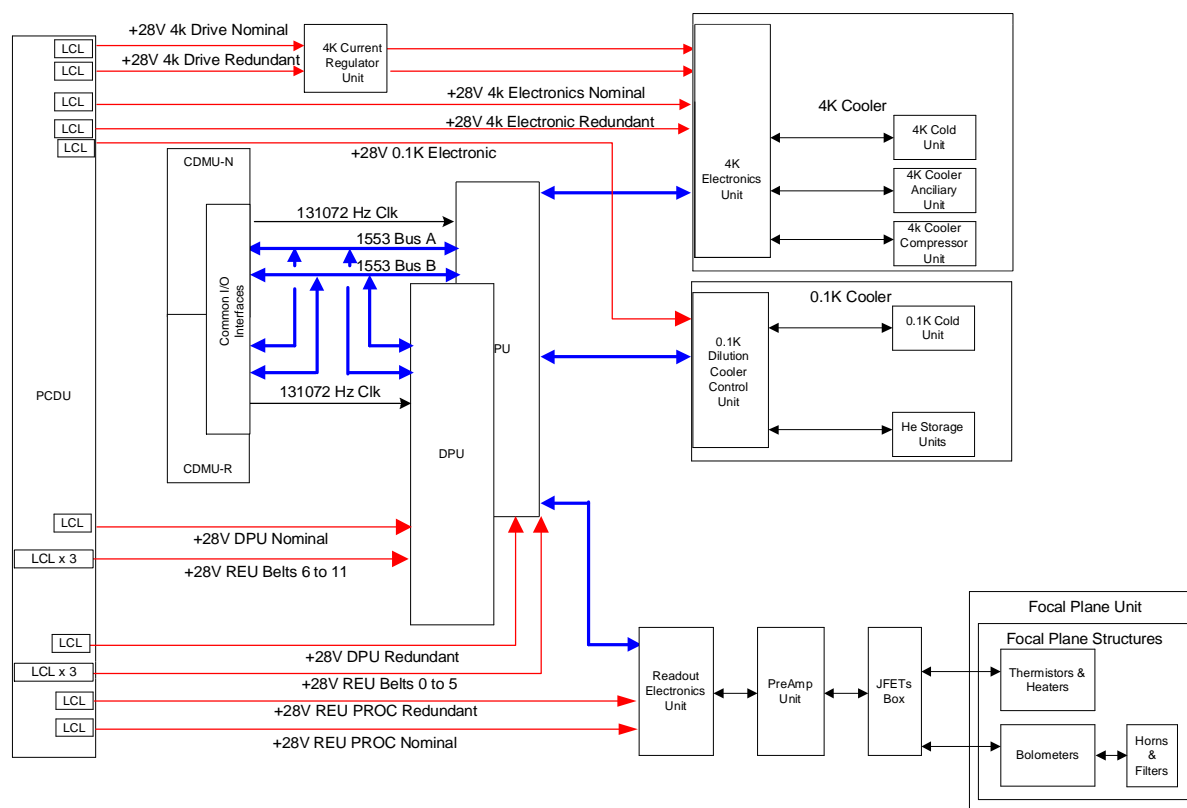 +28V 4k Drive Nominal
LCL
+28V 4k Drive Redundant
LCL
4K Current
Regulator
Unit
LCL
+28V 4k Electronics Nominal
LCL
+28V 4k Electronic Redundant
LCL
+28V 0.1K Electronic
4K
Electronics
Unit
4K Cooler
4K Cold
Unit
4K Cooler
Anciliary
Unit
4k Cooler
Compressor
Unit
CDMU-N
Common I/O
Interfaces
CDMU-R
131072 Hz Clk
1553 Bus A
1553 Bus B
131072 Hz Clk
PU
DPU
PCDU
0.1K Cooler
0.1K
Dilution
Cooler
Control
Unit
0.1K Cold
Unit
He Storage
Units
LCL
+28V DPU Nominal
LCL x 3
+28V REU Belts 6 to 11
LCL
+28V DPU Redundant
LCL x 3
+28V REU Belts 0 to 5
LCL
+28V REU PROC Redundant
LCL
+28V REU PROC Nominal
Readout
Electronics
Unit
PreAmp
Unit
JFETs
Box
Focal Plane Unit
Focal Plane Structures
Thermistors &
Heaters
Bolometers
Horns
&
Filters